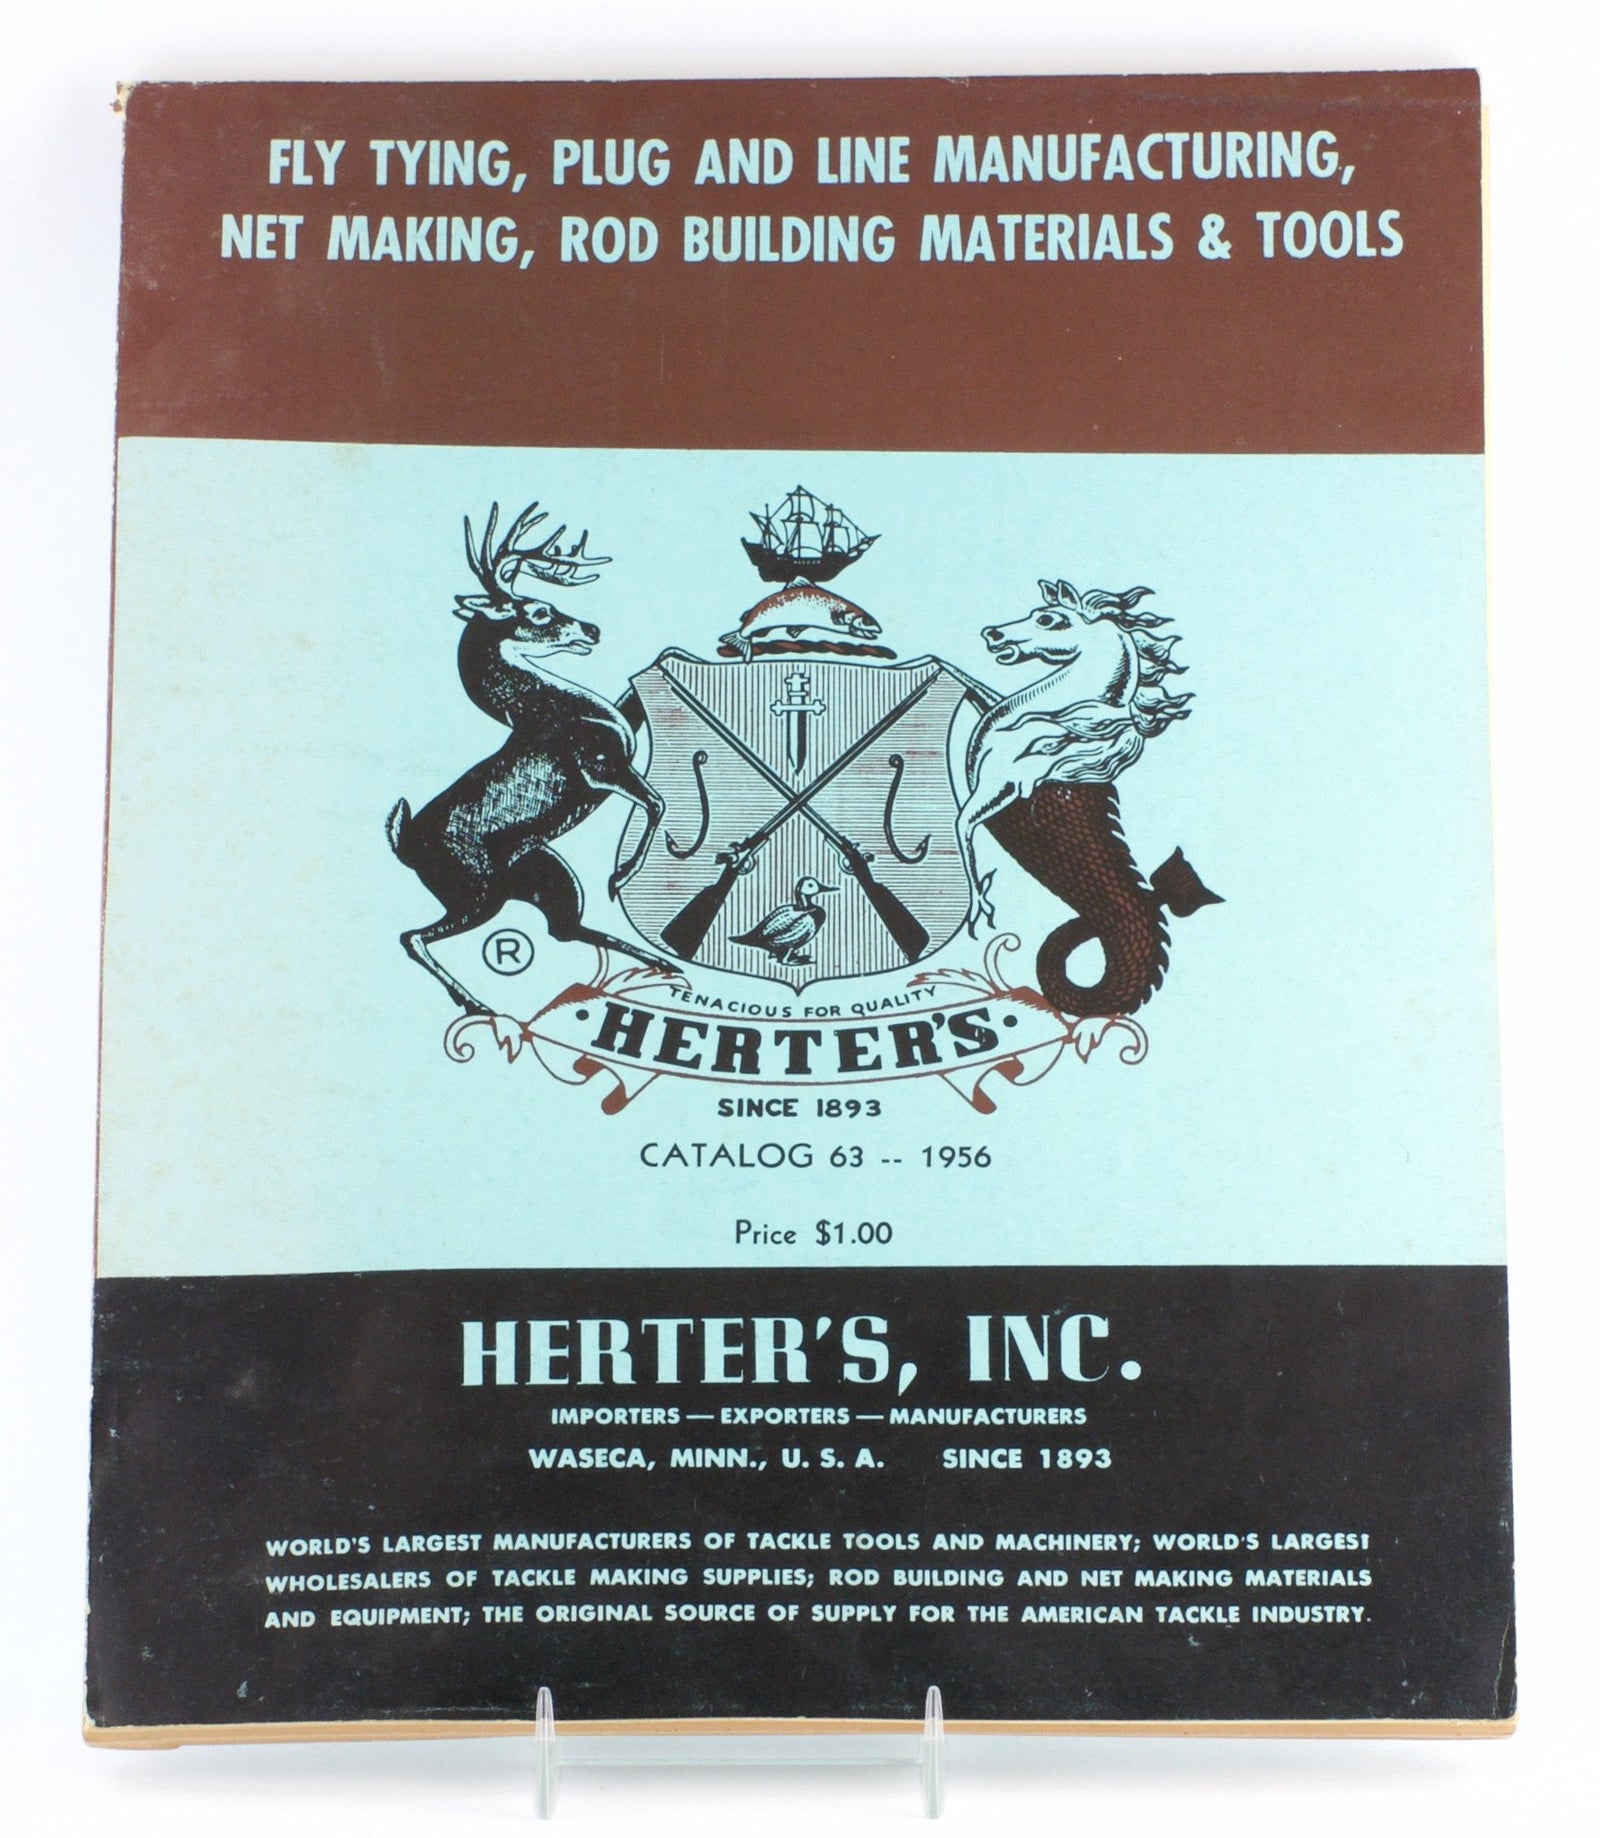 FLY TYING, PLUG AND LINE MANUFACTURING,
NET MAKING, ROD BUILDING MATERIALS & TOOLS
®
TENACIOUS FOR QUALITY
·HERTER'S·
SINCE 1893
CATALOG 63 -- 1956
Price $1.00
HERTER'S, INC.
IMPORTERS — EXPORTERS — MANUFACTURERS
WASECA, MINN., U. S. A. SINCE 1893
WORLD'S LARGEST MANUFACTURERS OF TACKLE TOOLS AND MACHINERY; WORLD'S LARGEST
WHOLESALERS OF TACKLE MAKING SUPPLIES; ROD BUILDING AND NET MAKING MATERIALS
AND EQUIPMENT; THE ORIGINAL SOURCE OF SUPPLY FOR THE AMERICAN TACKLE INDUSTRY.